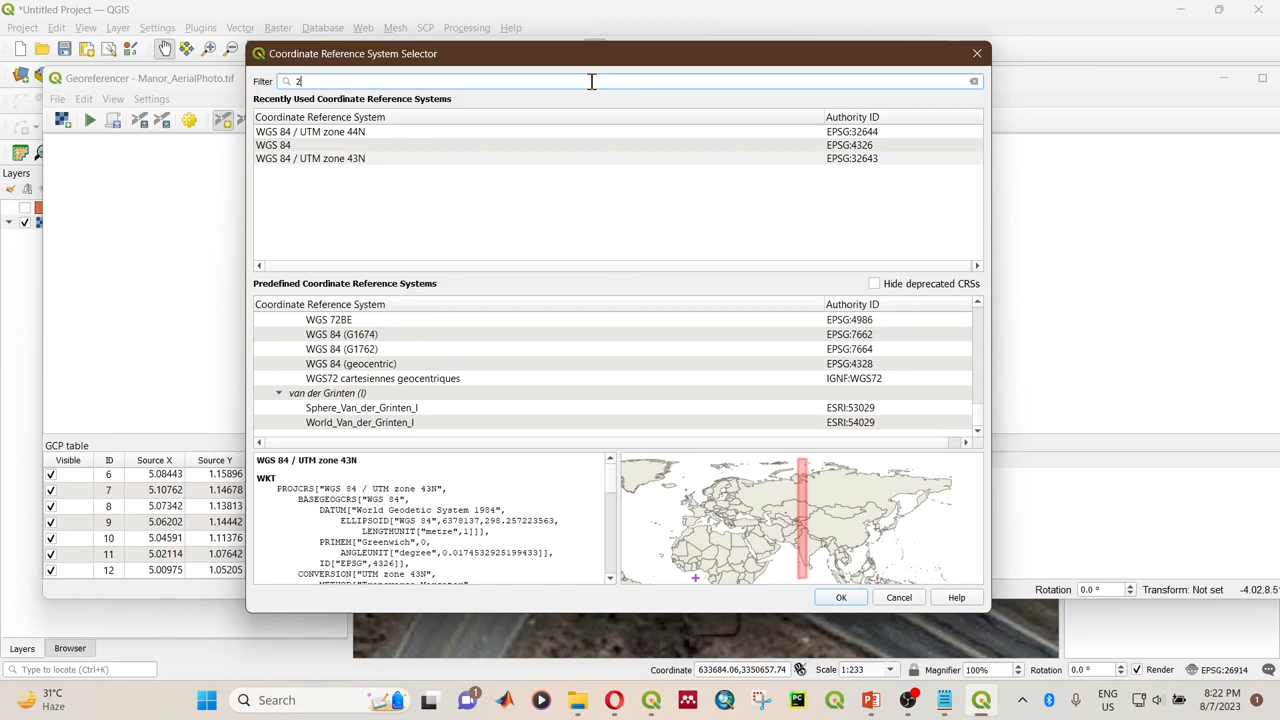 *Untitled Project — QGIS
Project Edit View Layer Settings Plugins Vector Raster Database Web Mesh SCP Processing Help
Coordinate Reference System Selector
Georeferencer - Manor_AerialPhoto.tif
File Edit View Settings
Filter 2
Recently Used Coordinate Reference Systems
Coordinate Reference System Authority ID
WGS 84 / UTM zone 44N EPSG:32644
WGS 84 EPSG:4326
WGS 84 / UTM zone 43N EPSG:32643
Layers
Predefined Coordinate Reference Systems Hide deprecated CRSs
Coordinate Reference System Authority ID
WGS 72BE EPSG:4986
WGS 84 (G1674) EPSG:7662
WGS 84 (G1762) EPSG:7664
WGS 84 (geocentric) EPSG:4328
WGS72 cartesiennes geocentriques IGNF:WGS72
van der Grinten (I)
Sphere_Van_der_Grinten_I ESRI:53029
World_Van_der_Grinten_I ESRI:54029
GCP table
Visible ID Source X Source Y
6 5.08443 1.15896
7 5.10762 1.14678
8 5.07342 1.13813
9 5.06202 1.14442
10 5.04591 1.11376
11 5.02114 1.07642
12 5.00975 1.05205
WGS 84 / UTM zone 43N
WKT
PROJCRS["WGS 84 / UTM zone 43N",
BASEGEOGCRS["WGS 84",
DATUM["World Geodetic System 1984",
ELLIPSOID["WGS 84",6378137,298.257223563,
LENGTHUNIT["metre",1]]],
PRIMEM["Greenwich",0,
ANGLEUNIT["degree",0.0174532925199433]],
ID["EPSG",4326]],
CONVERSION["UTM zone 43N",
OK Cancel Help
Rotation 0.0 ° Transform: Not set -4.02.8.51
Layers Browser
Type to locate (Ctrl+K) Coordinate 633684.06,3350657.74 Scale 1:233 Magnifier 100% Rotation 0.0 ° Render EPSG:26914
31°C
Haze
Search
1
PC
ENG
US
8:22 PM
8/7/2023
1